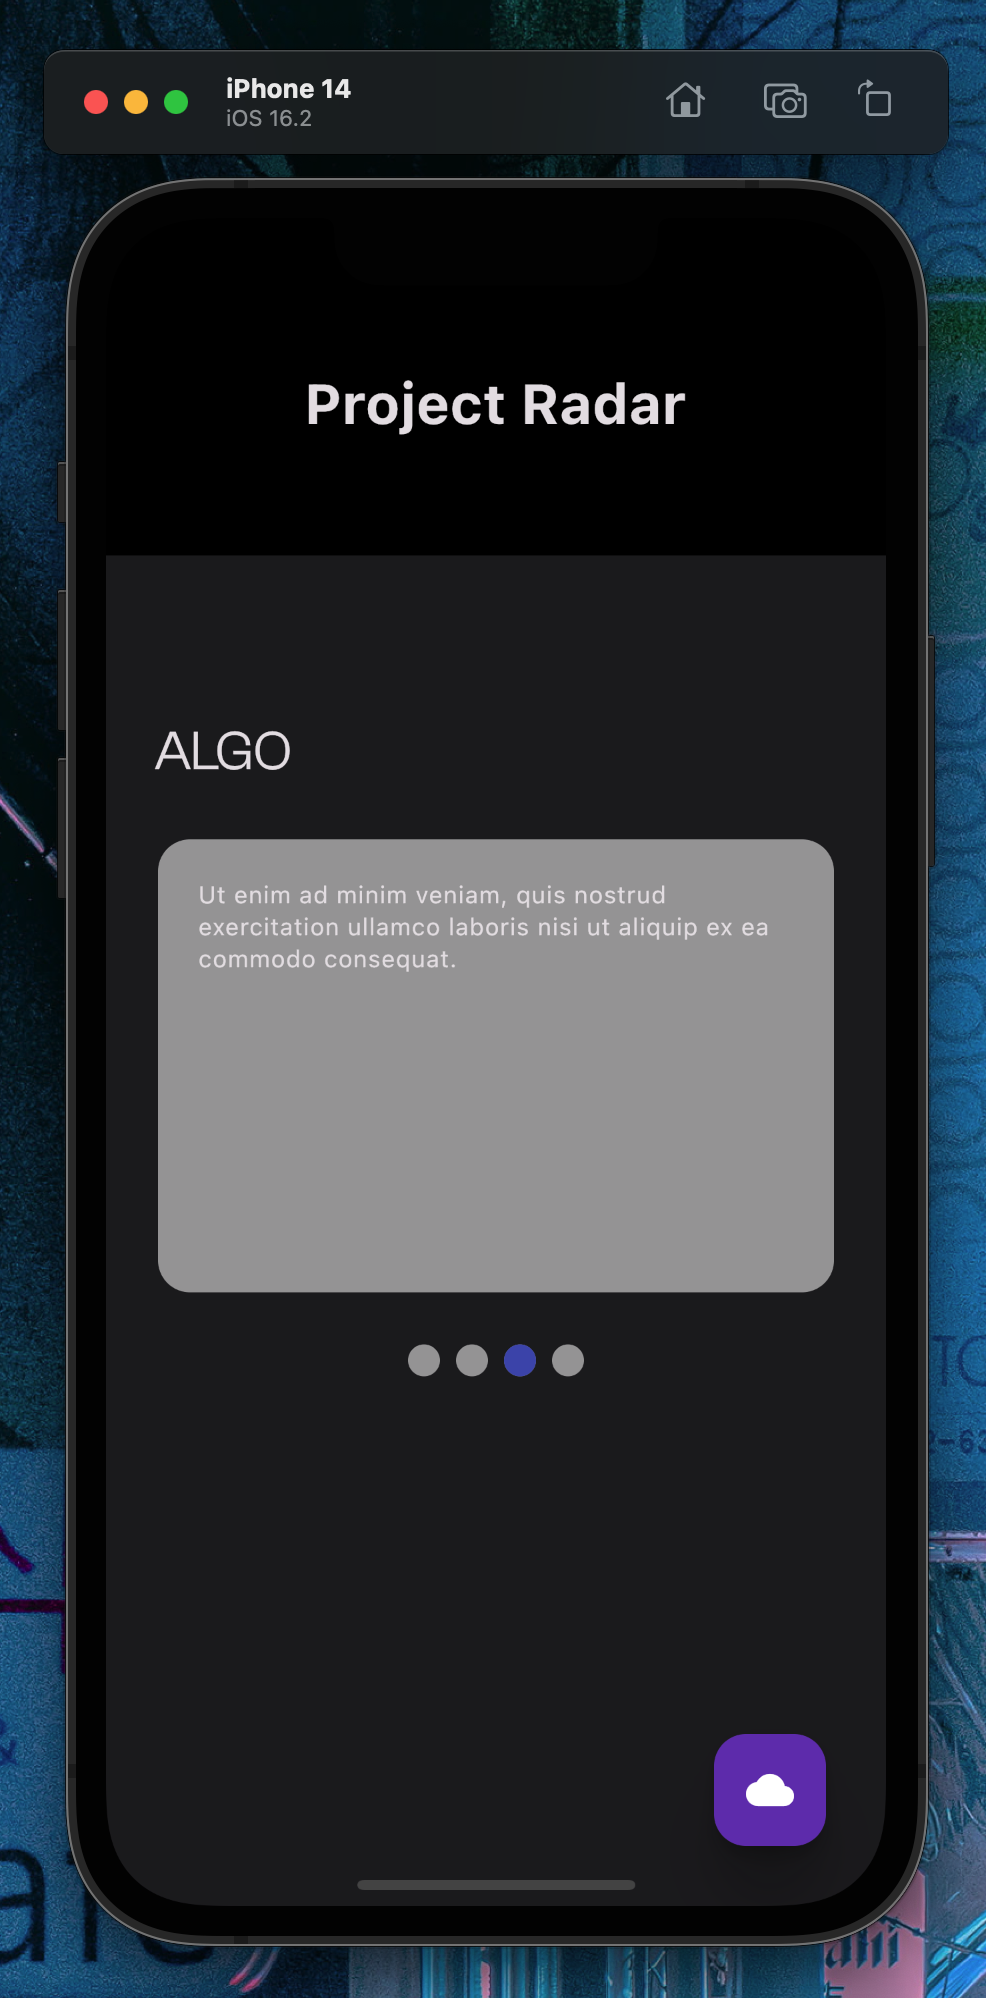 iPhone 14
iOS 16.2
Project Radar
ALGO
Ut enim ad minim veniam, quis nostrud
exercitation ullamco laboris nisi ut aliquip ex ea
commodo consequat.
TO
&